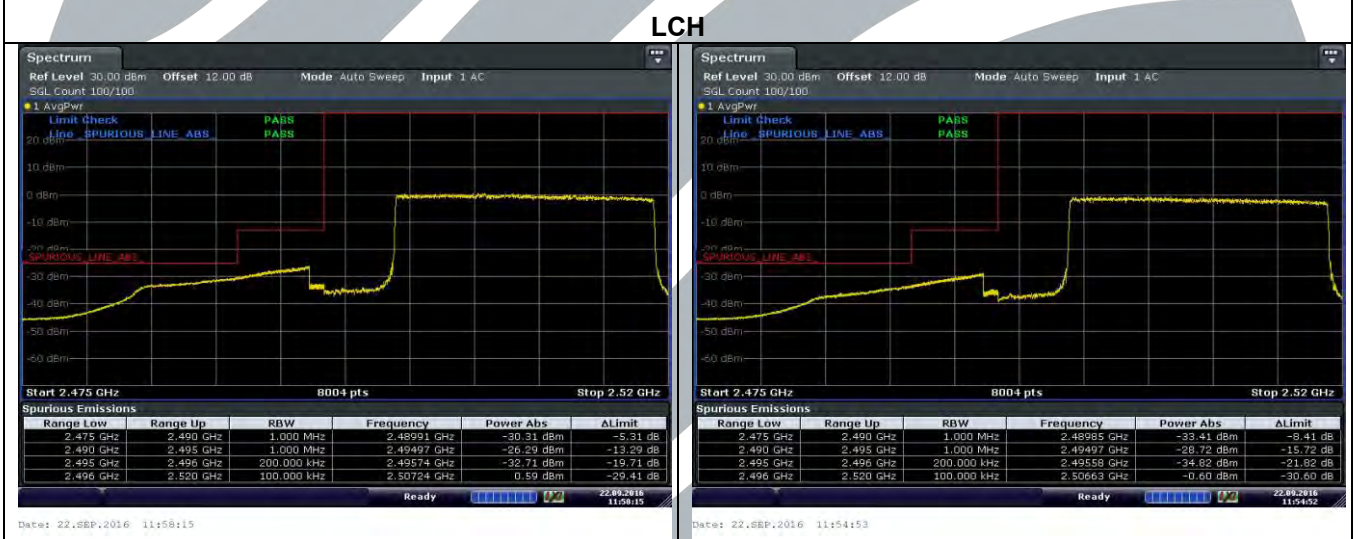 LCH
Spectrum
Ref Level 30.00 dBm Offset 12.00 dB Mode Auto Sweep Input 1 AC
SGL Count 100/100
1 AvgPwr
Limit Check PASS
Line _SPURIOUS_LINE_ABS_ PASS
20 dBm
10 dBm
0 dBm
-10 dBm
-20 dBm
_SPURIOUS_LINE_ABS_
-30 dBm
-40 dBm
-50 dBm
-60 dBm
Start 2.475 GHz 8004 pts Stop 2.52 GHz
Spurious Emissions
Range Low Range Up RBW Frequency Power Abs ΔLimit
2.475 GHz 2.490 GHz 1.000 MHz 2.48991 GHz -30.31 dBm -5.31 dB
2.490 GHz 2.495 GHz 1.000 MHz 2.49497 GHz -26.29 dBm -13.29 dB
2.495 GHz 2.496 GHz 200.000 kHz 2.49574 GHz -32.71 dBm -19.71 dB
2.496 GHz 2.520 GHz 100.000 kHz 2.50724 GHz 0.59 dBm -29.41 dB
Ready 22.09.2016
11:58:15
Date: 22.SEP.2016 11:58:15
Spectrum
Ref Level 30.00 dBm Offset 12.00 dB Mode Auto Sweep Input 1 AC
SGL Count 100/100
1 AvgPwr
Limit Check PASS
Line _SPURIOUS_LINE_ABS_ PASS
20 dBm
10 dBm
0 dBm
-10 dBm
-20 dBm
_SPURIOUS_LINE_ABS_
-30 dBm
-40 dBm
-50 dBm
-60 dBm
Start 2.475 GHz 8004 pts Stop 2.52 GHz
Spurious Emissions
Range Low Range Up RBW Frequency Power Abs ΔLimit
2.475 GHz 2.490 GHz 1.000 MHz 2.48985 GHz -33.41 dBm -8.41 dB
2.490 GHz 2.495 GHz 1.000 MHz 2.49497 GHz -28.72 dBm -15.72 dB
2.495 GHz 2.496 GHz 200.000 kHz 2.49558 GHz -34.82 dBm -21.82 dB
2.496 GHz 2.520 GHz 100.000 kHz 2.50663 GHz -0.60 dBm -30.60 dB
Ready 22.09.2016
11:54:52
Date: 22.SEP.2016 11:54:53